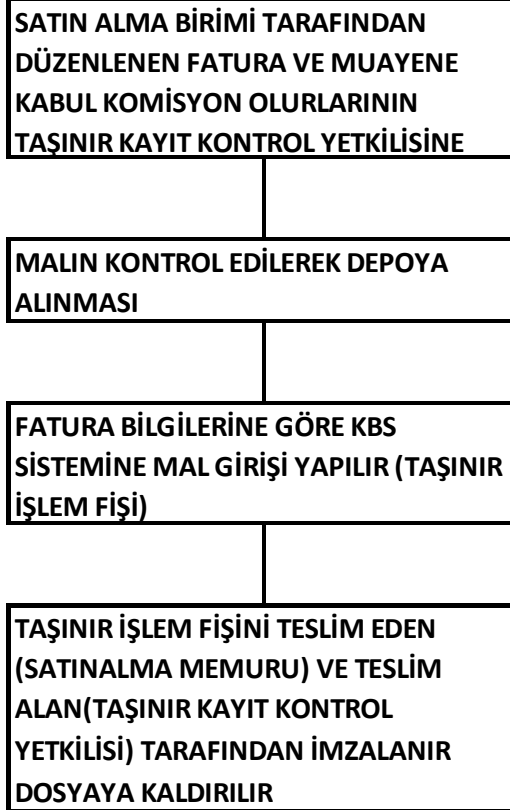 SATIN ALMA BİRİMİ TARAFINDAN
DÜZENLENEN FATURA VE MUAYENE
KABUL KOMİSYON OLURLARININ
TAŞINIR KAYIT KONTROL YETKİLİSİNE
MALIN KONTROL EDİLEREK DEPOYA
ALINMASI
FATURA BİLGİLERİNE GÖRE KBS
SİSTEMİNE MAL GİRİŞİ YAPILIR (TAŞINIR
İŞLEM FİŞİ)
TAŞINIR İŞLEM FİŞİNİ TESLİM EDEN
(SATINALMA MEMURU) VE TESLİM
ALAN(TAŞINIR KAYIT KONTROL
YETKİLİSİ) TARAFINDAN İMZALANIR
DOSYAYA KALDIRILIR